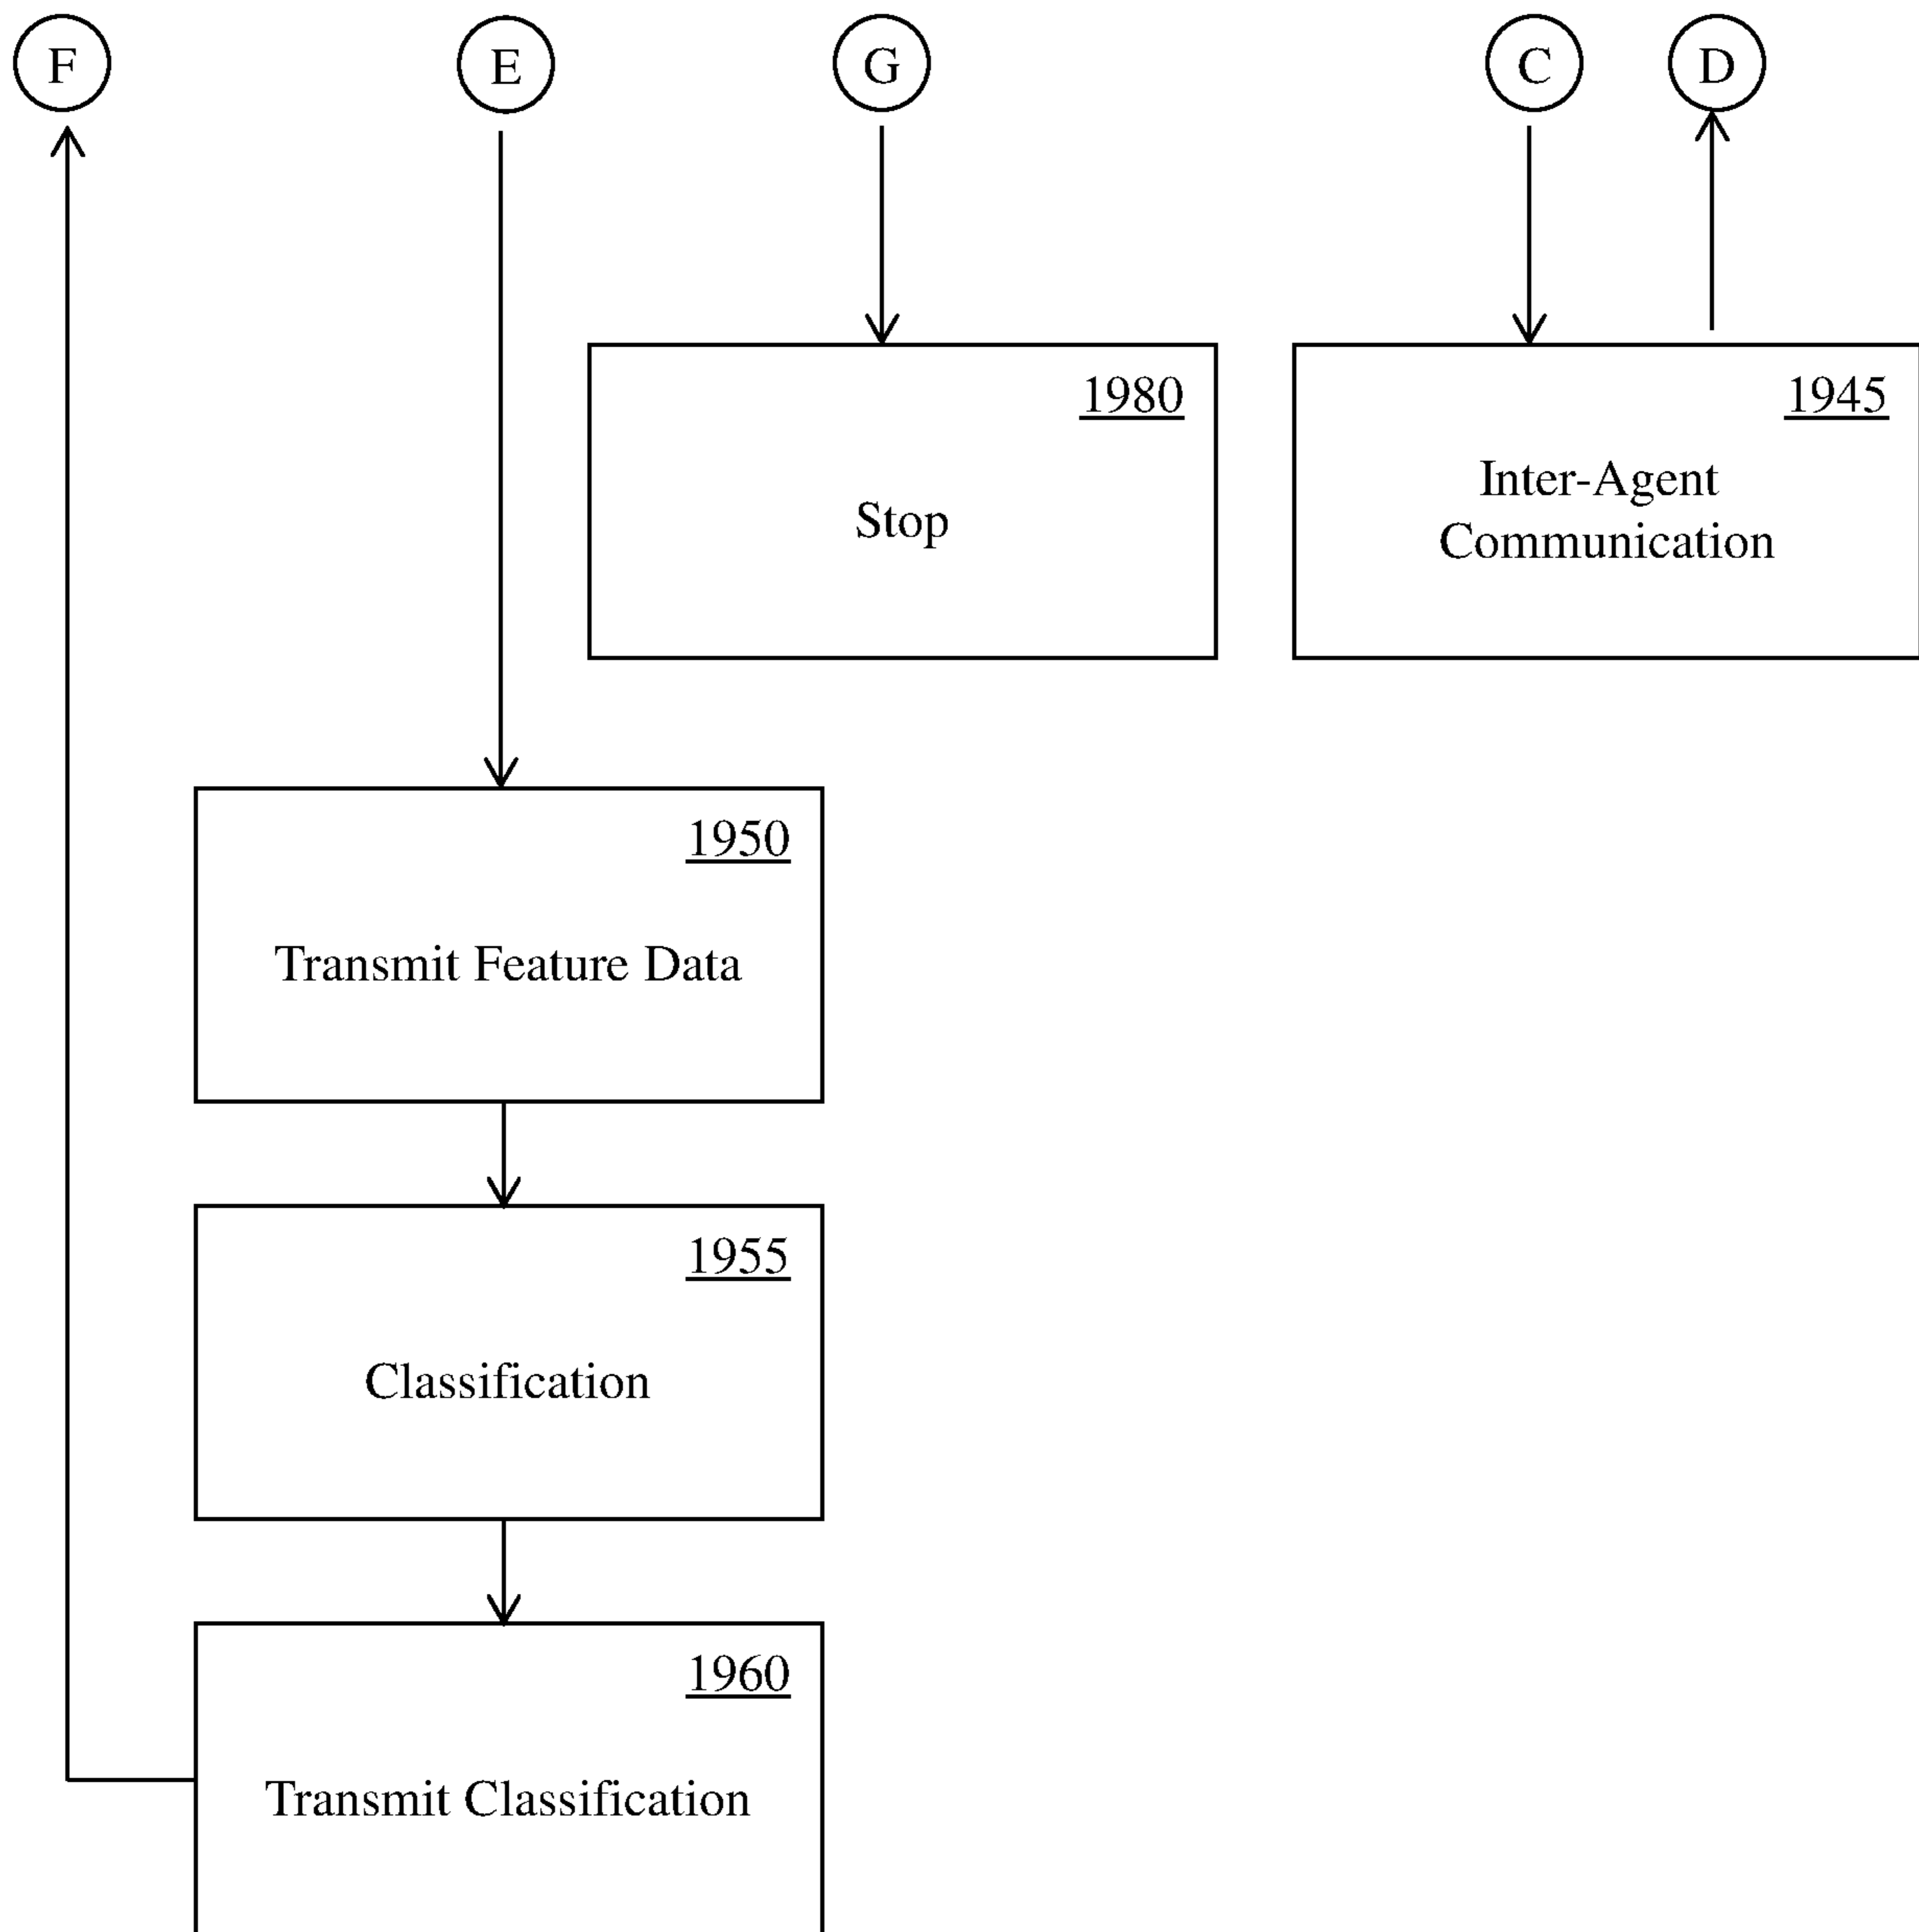 F
E
G
C
D
1980
Stop
1945
Inter-Agent
Communication
1950
Transmit Feature Data
1955
Classification
1960
Transmit Classification